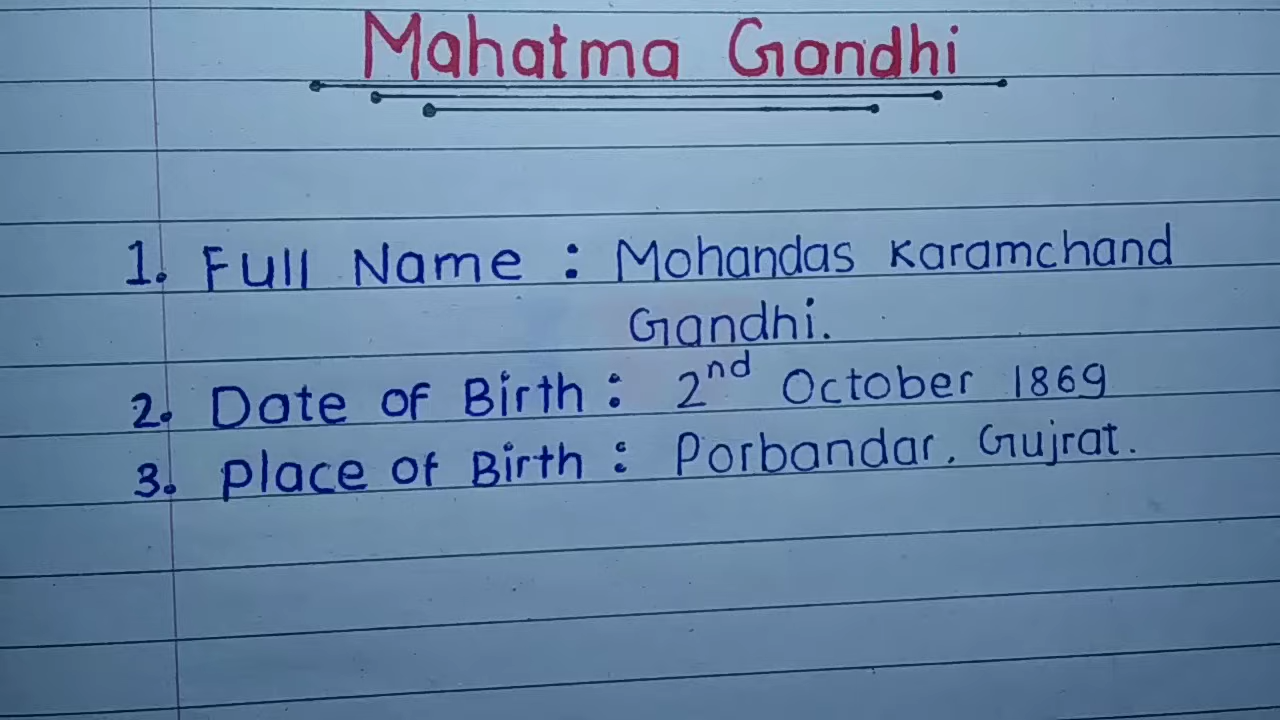 Mahatma Gandhi
1. Full Name : Mohandas Karamchand
Gandhi.
2. Date of Birth : 2nd October 1869
3. Place of Birth : Porbandar, Gujrat.